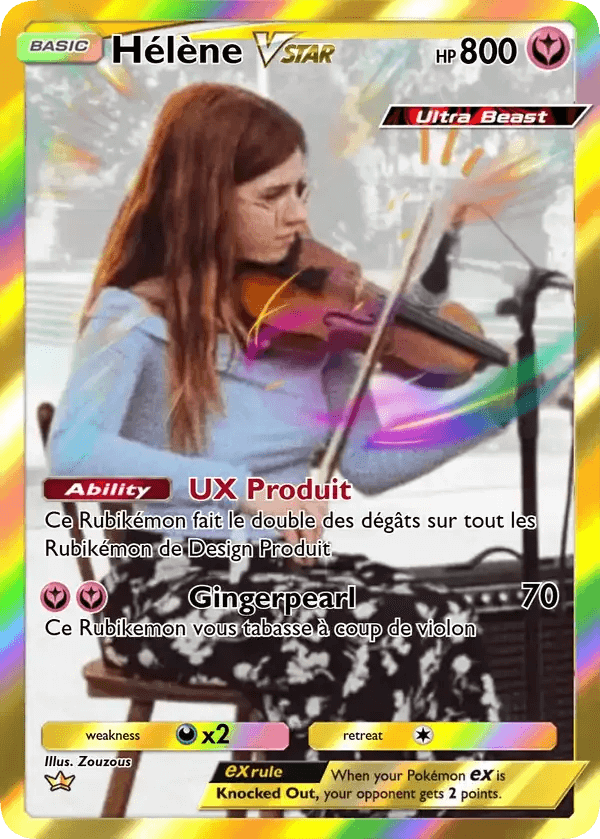 BASIC Hélène VSTAR HP 800
Ultra Beast
Ability UX Produit
Ce Rubikémon fait le double des dégâts sur tout les
Rubikémon de Design Produit
Gingerpearl 70
Ce Rubikemon vous tabasse à coup de violon
weakness x2 retreat
Illus. Zouzous
ex rule When your Pokémon ex is
Knocked Out, your opponent gets 2 points.